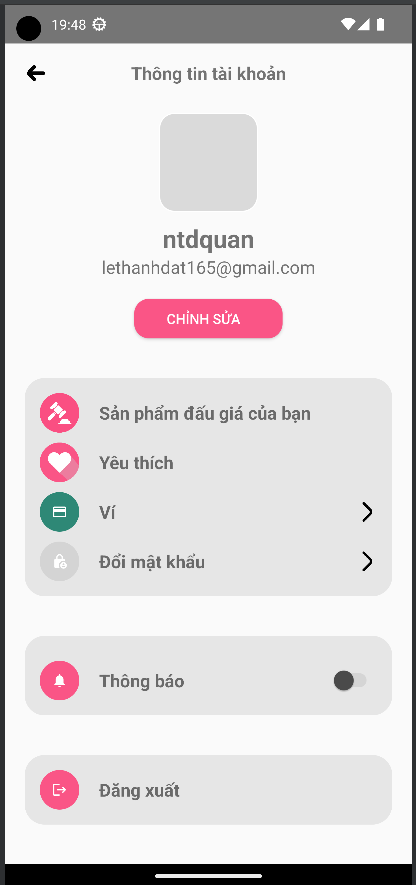 19:48
Thông tin tài khoản
ntdquan
lethanhdat165@gmail.com
CHỈNH SỬA
Sản phẩm đấu giá của bạn
Yêu thích
Ví
Đổi mật khẩu
Thông báo
Đăng xuất